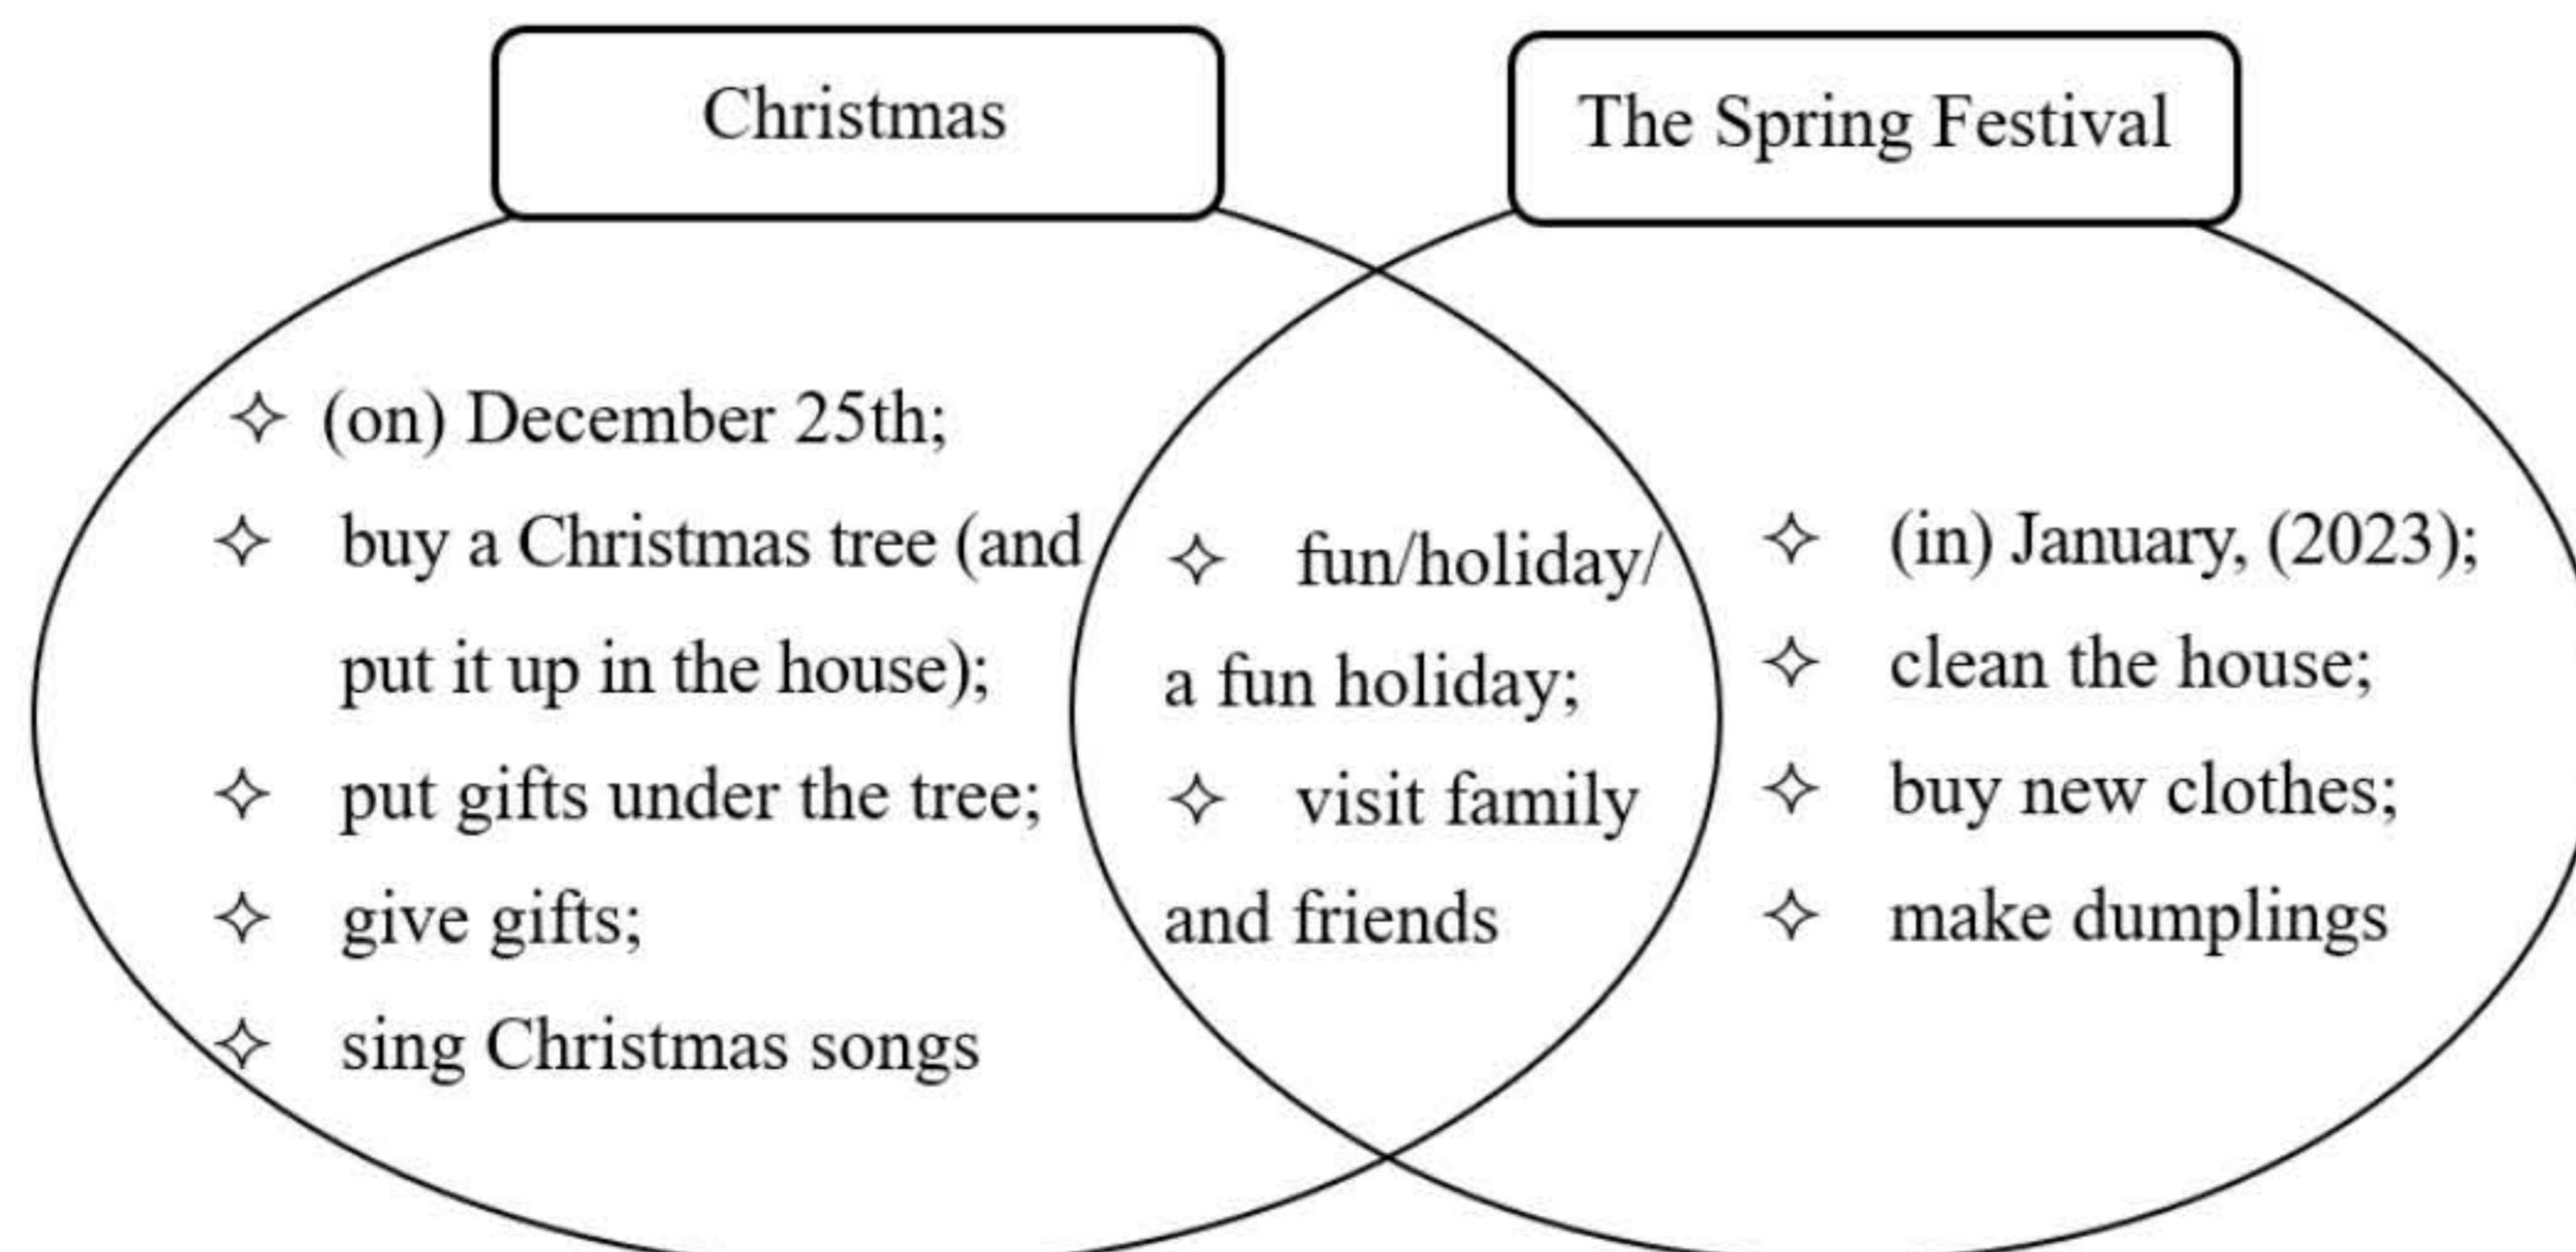 Christmas
The Spring Festival
✧ (on) December 25th;
✧ buy a Christmas tree (and
put it up in the house);
✧ put gifts under the tree;
✧ give gifts;
✧ sing Christmas songs
✧ fun/holiday/
a fun holiday;
✧ visit family
and friends
✧ (in) January, (2023);
✧ clean the house;
✧ buy new clothes;
✧ make dumplings